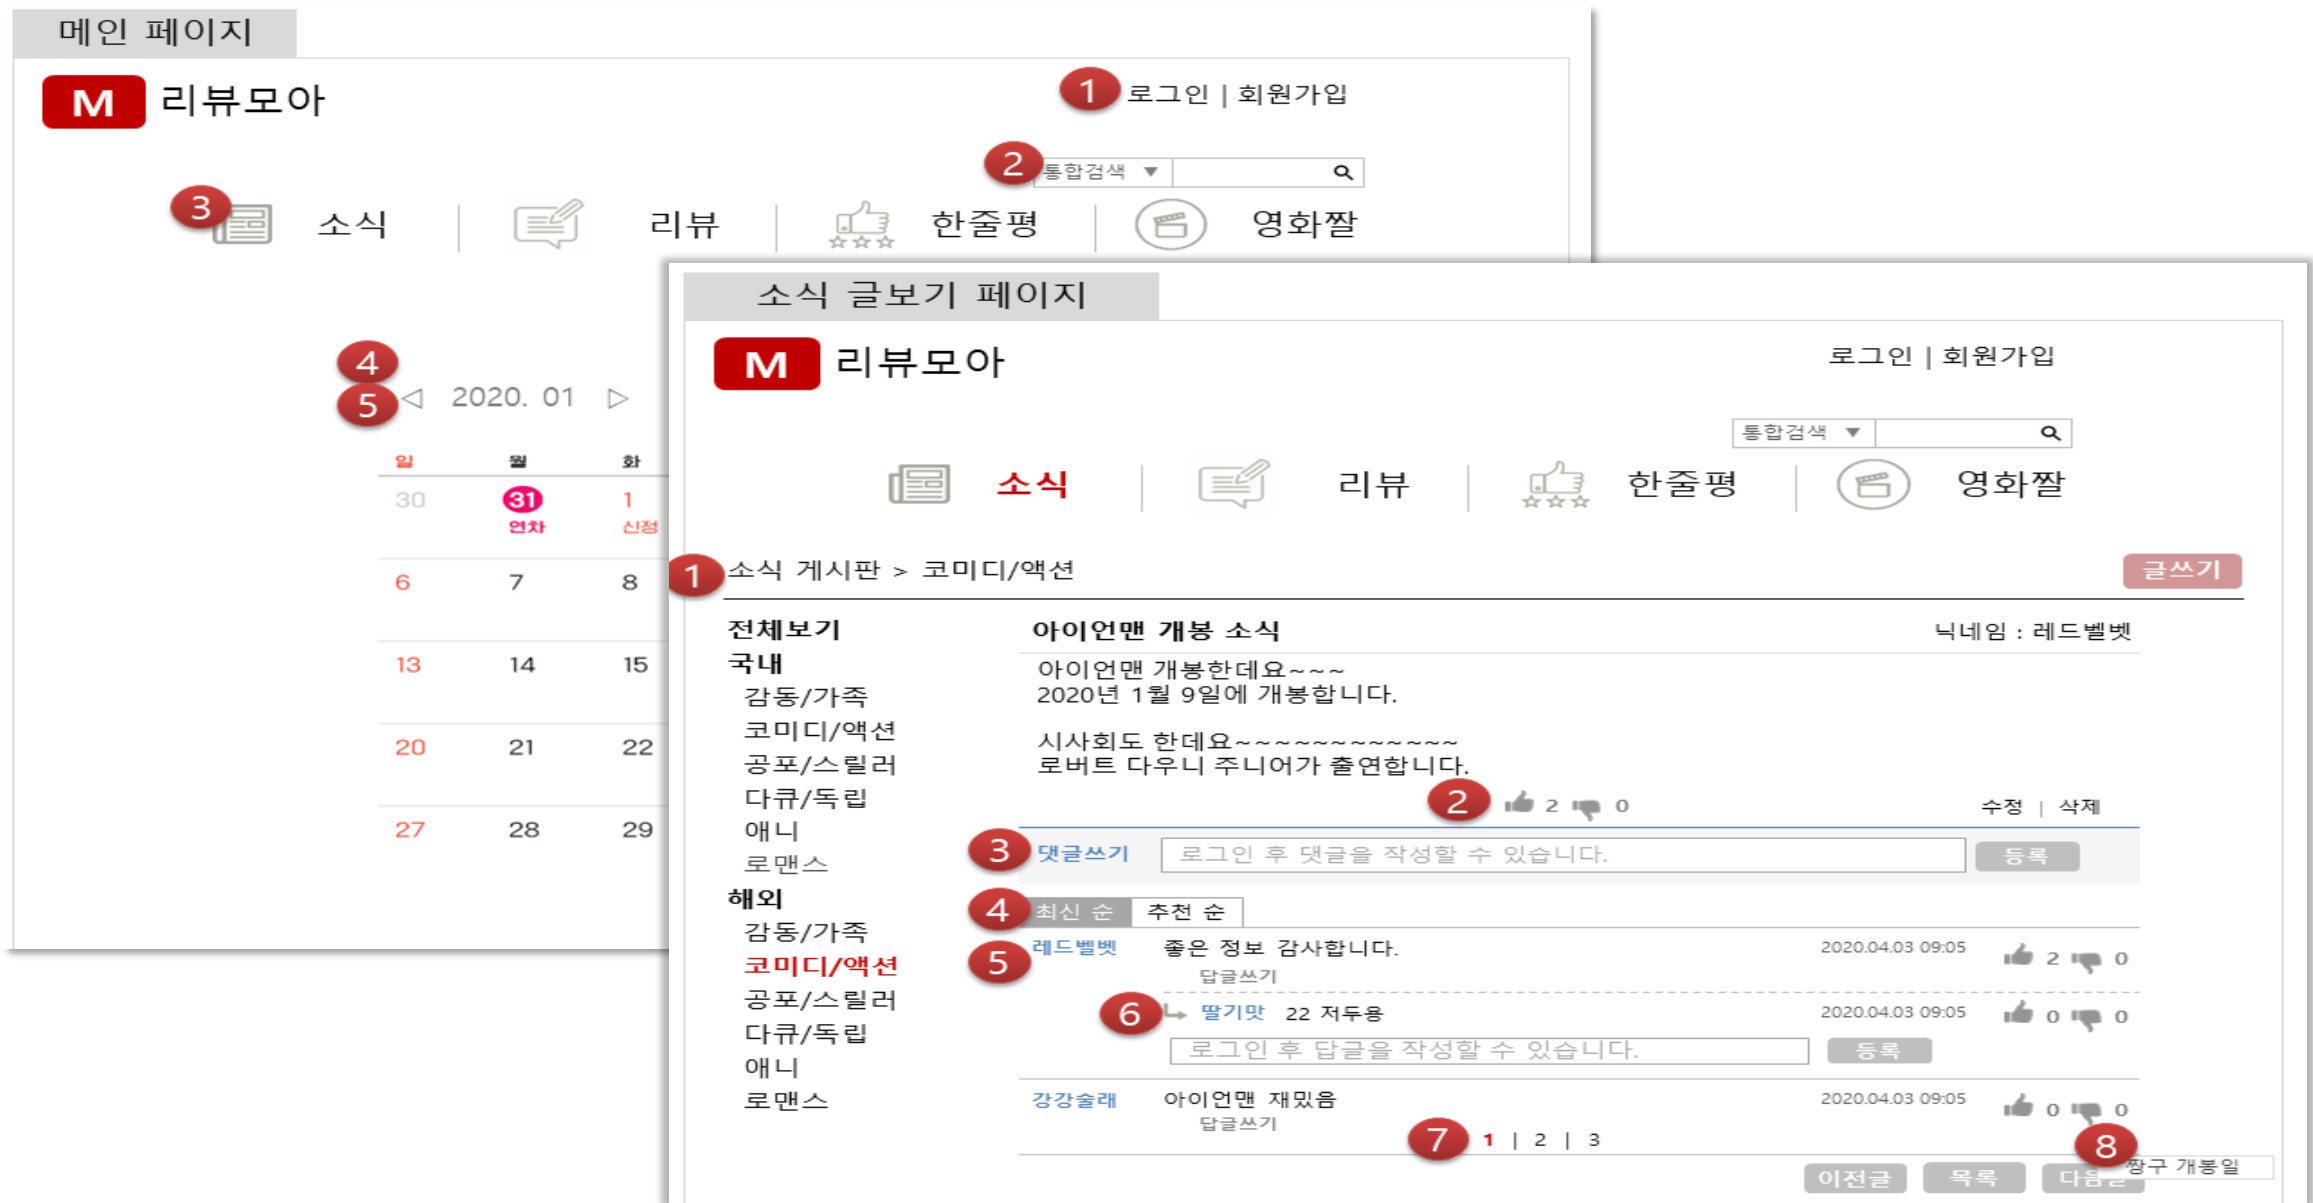 메인 페이지
M 리뷰모아
1 로그인 | 회원가입
2 통합검색 ▼
3 소식 | 리뷰 | 한줄평 | 영화짤
4
5 ◁ 2020. 01 ▷
일 월 화
30 31 1
연차 신정
6 7 8
13 14 15
20 21 22
27 28 29
소식 글보기 페이지
M 리뷰모아
로그인 | 회원가입
통합검색 ▼
소식 | 리뷰 | 한줄평 | 영화짤
1 소식 게시판 > 코미디/액션
글쓰기
전체보기
국내
감동/가족
코미디/액션
공포/스릴러
다큐/독립
애니
로맨스
해외
감동/가족
코미디/액션
공포/스릴러
다큐/독립
애니
로맨스
아이언맨 개봉 소식
닉네임 : 레드벨벳
아이언맨 개봉한데요~~~
2020년 1월 9일에 개봉합니다.
시사회도 한데요~~~~~~~~~~~~
로버트 다우니 주니어가 출연합니다.
2 2 0
수정 | 삭제
3 댓글쓰기 로그인 후 댓글을 작성할 수 있습니다. 등록
4 최신 순 추천 순
5 레드벨벳 좋은 정보 감사합니다. 2020.04.03 09:05 2 0
답글쓰기
6 딸기맛 22 저두용 2020.04.03 09:05 0 0
로그인 후 답글을 작성할 수 있습니다. 등록
강강술래 아이언맨 재밌음 2020.04.03 09:05 0 0
답글쓰기
7 1 | 2 | 3
8 짱구 개봉일
이전글 목록 다음글